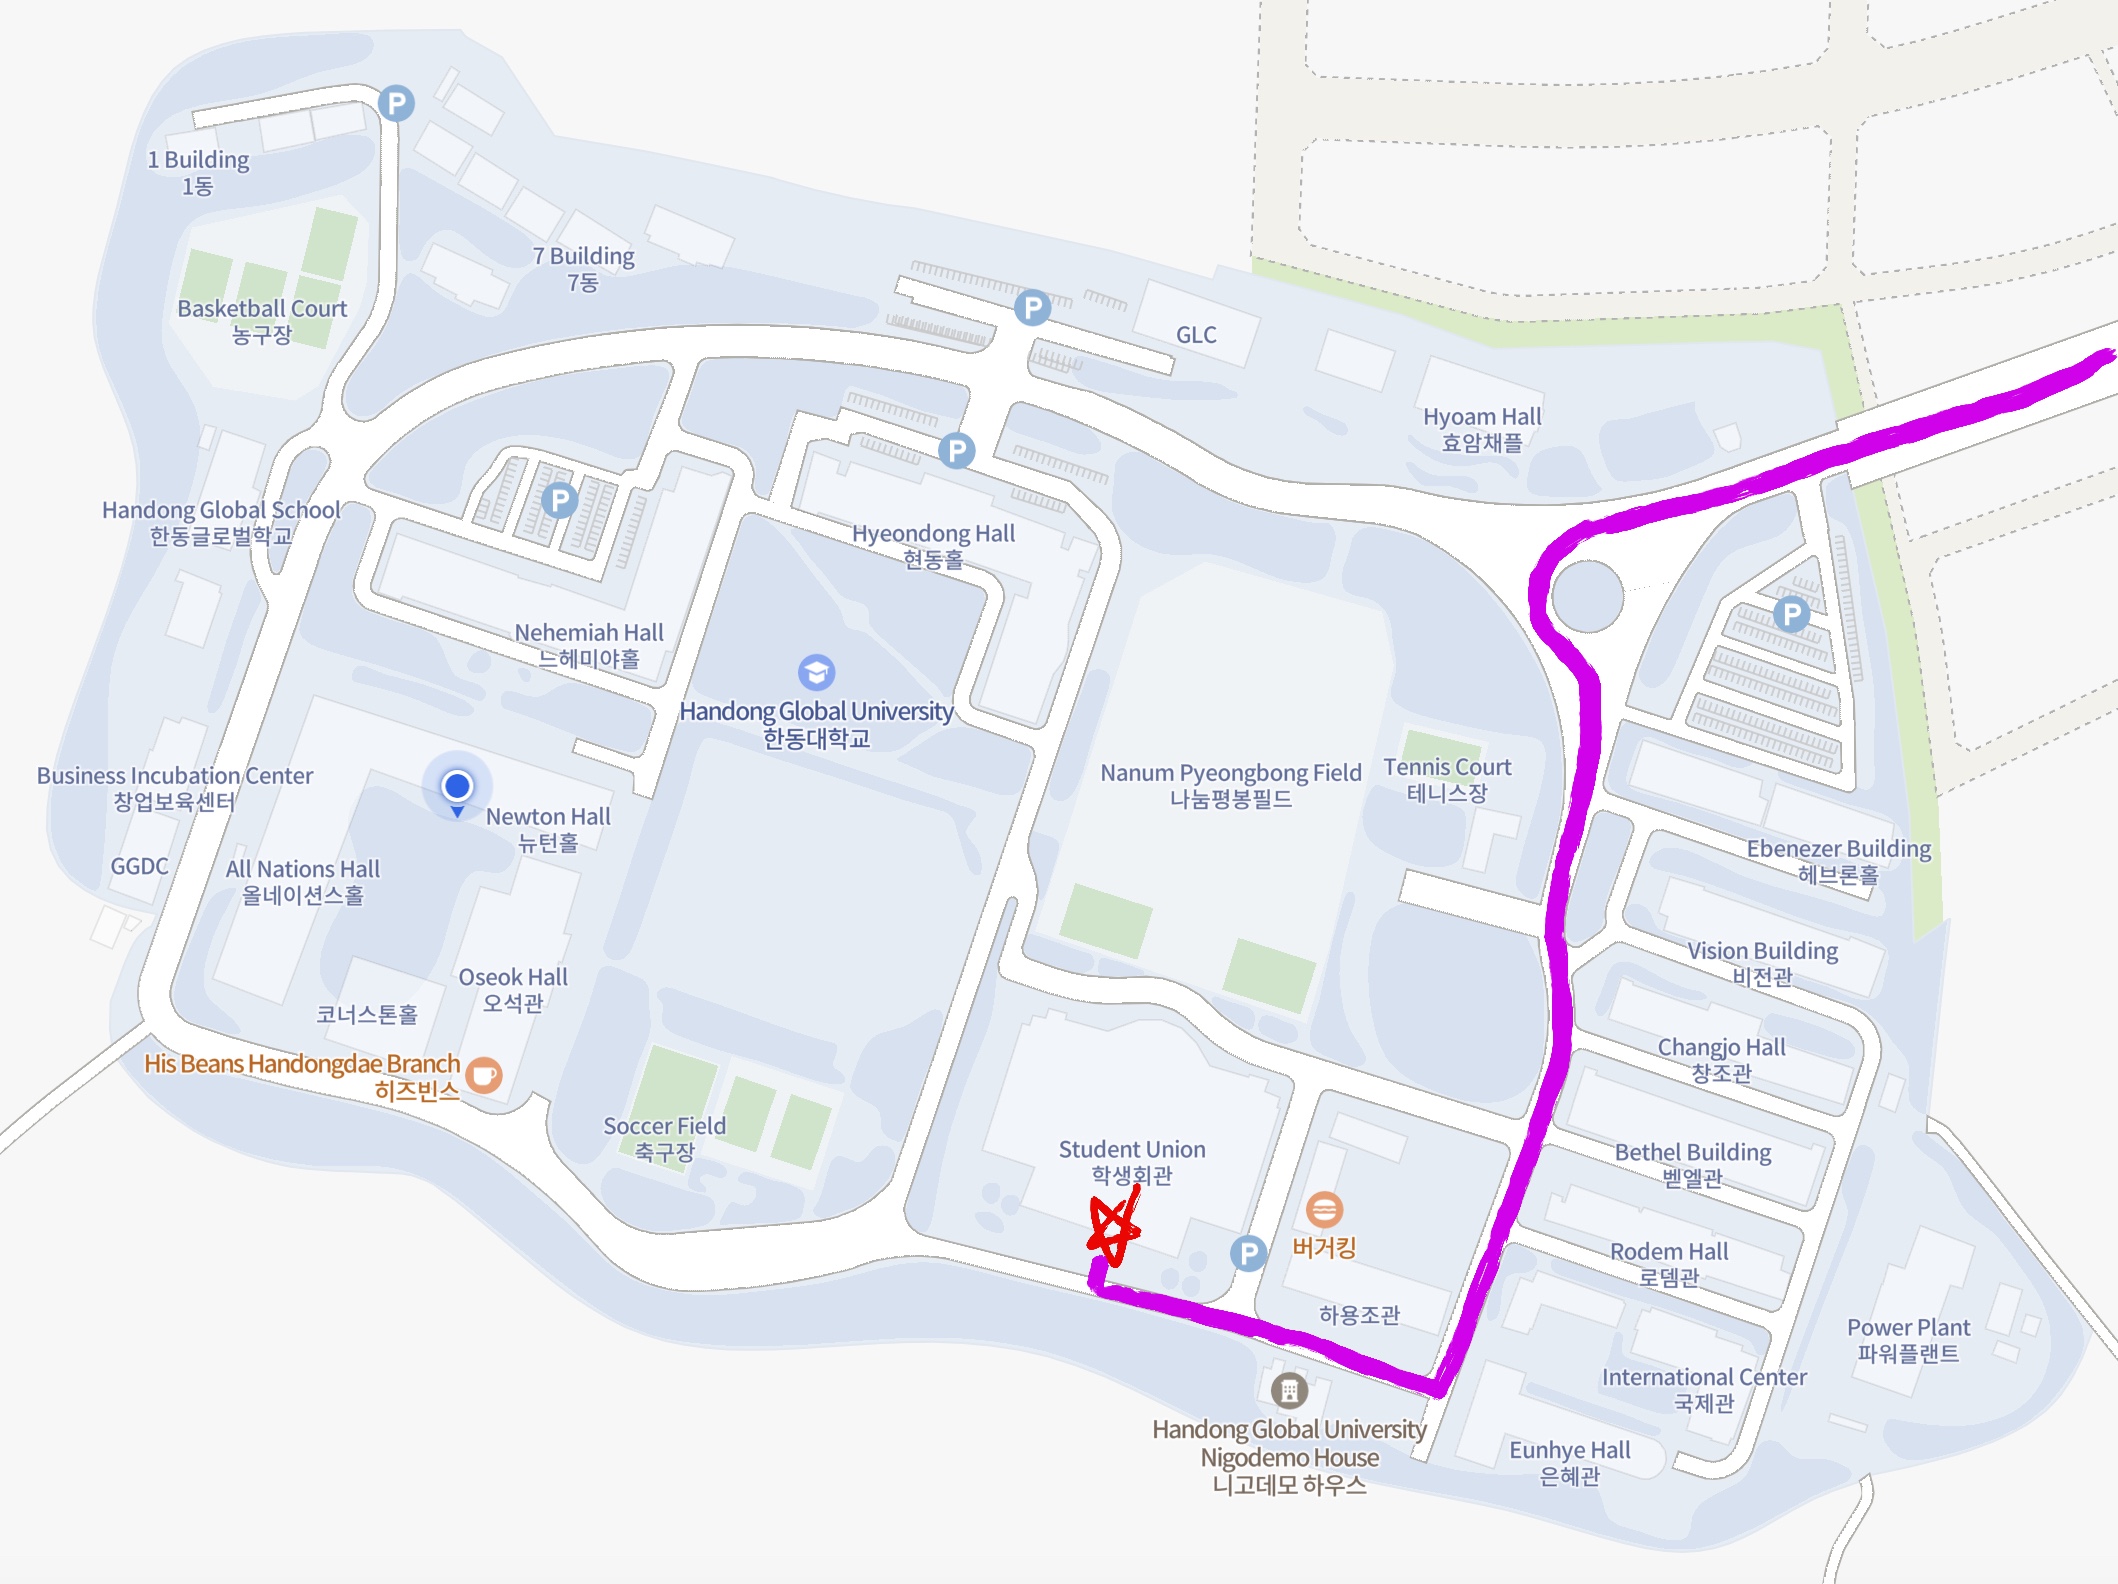 P
1 Building
1동
7 Building
7동
Basketball Court
농구장
P
GLC
Hyoam Hall
효암채플
P
P
Handong Global School
한동글로벌학교
Hyeondong Hall
현동홀
P
Nehemiah Hall
느헤미야홀
Handong Global University
한동대학교
Nanum Pyeongbong Field
나눔평봉필드
Tennis Court
테니스장
Business Incubation Center
창업보육센터
Newton Hall
뉴턴홀
GGDC
All Nations Hall
올네이션스홀
Ebenezer Building
헤브론홀
Vision Building
비전관
Oseok Hall
오석관
코너스톤홀
Changjo Hall
창조관
His Beans Handongdae Branch
히즈빈스
Soccer Field
축구장
Student Union
학생회관
Bethel Building
벧엘관
P
버거킹
Rodem Hall
로뎀관
하용조관
Power Plant
파워플랜트
International Center
국제관
Handong Global University
Nigodemo House
니고데모 하우스
Eunhye Hall
은혜관